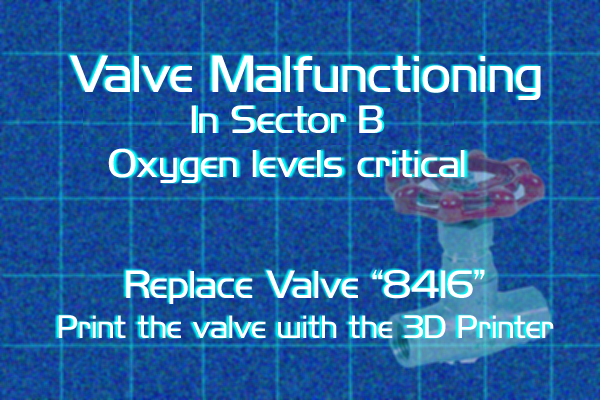 Valve Malfunctioning
In Sector B
Oxygen levels critical
Replace Valve “8416”
Print the valve with the 3D Printer